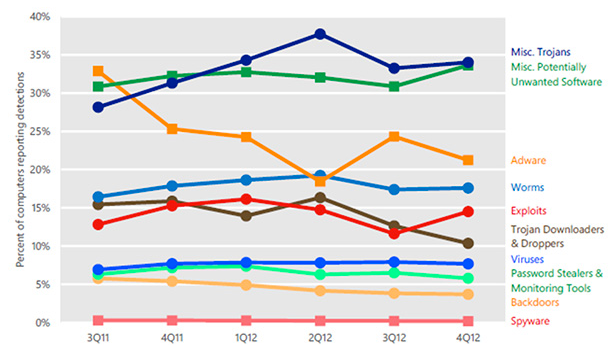 40%
35%
30%
25%
20%
15%
10%
5%
0%
Percent of computers reporting detections
3Q11
4Q11
1Q12
2Q12
3Q12
4Q12
Misc. Trojans
Misc. Potentially
Unwanted Software
Adware
Worms
Exploits
Trojan Downloaders
& Droppers
Viruses
Password Stealers &
Monitoring Tools
Backdoors
Spyware